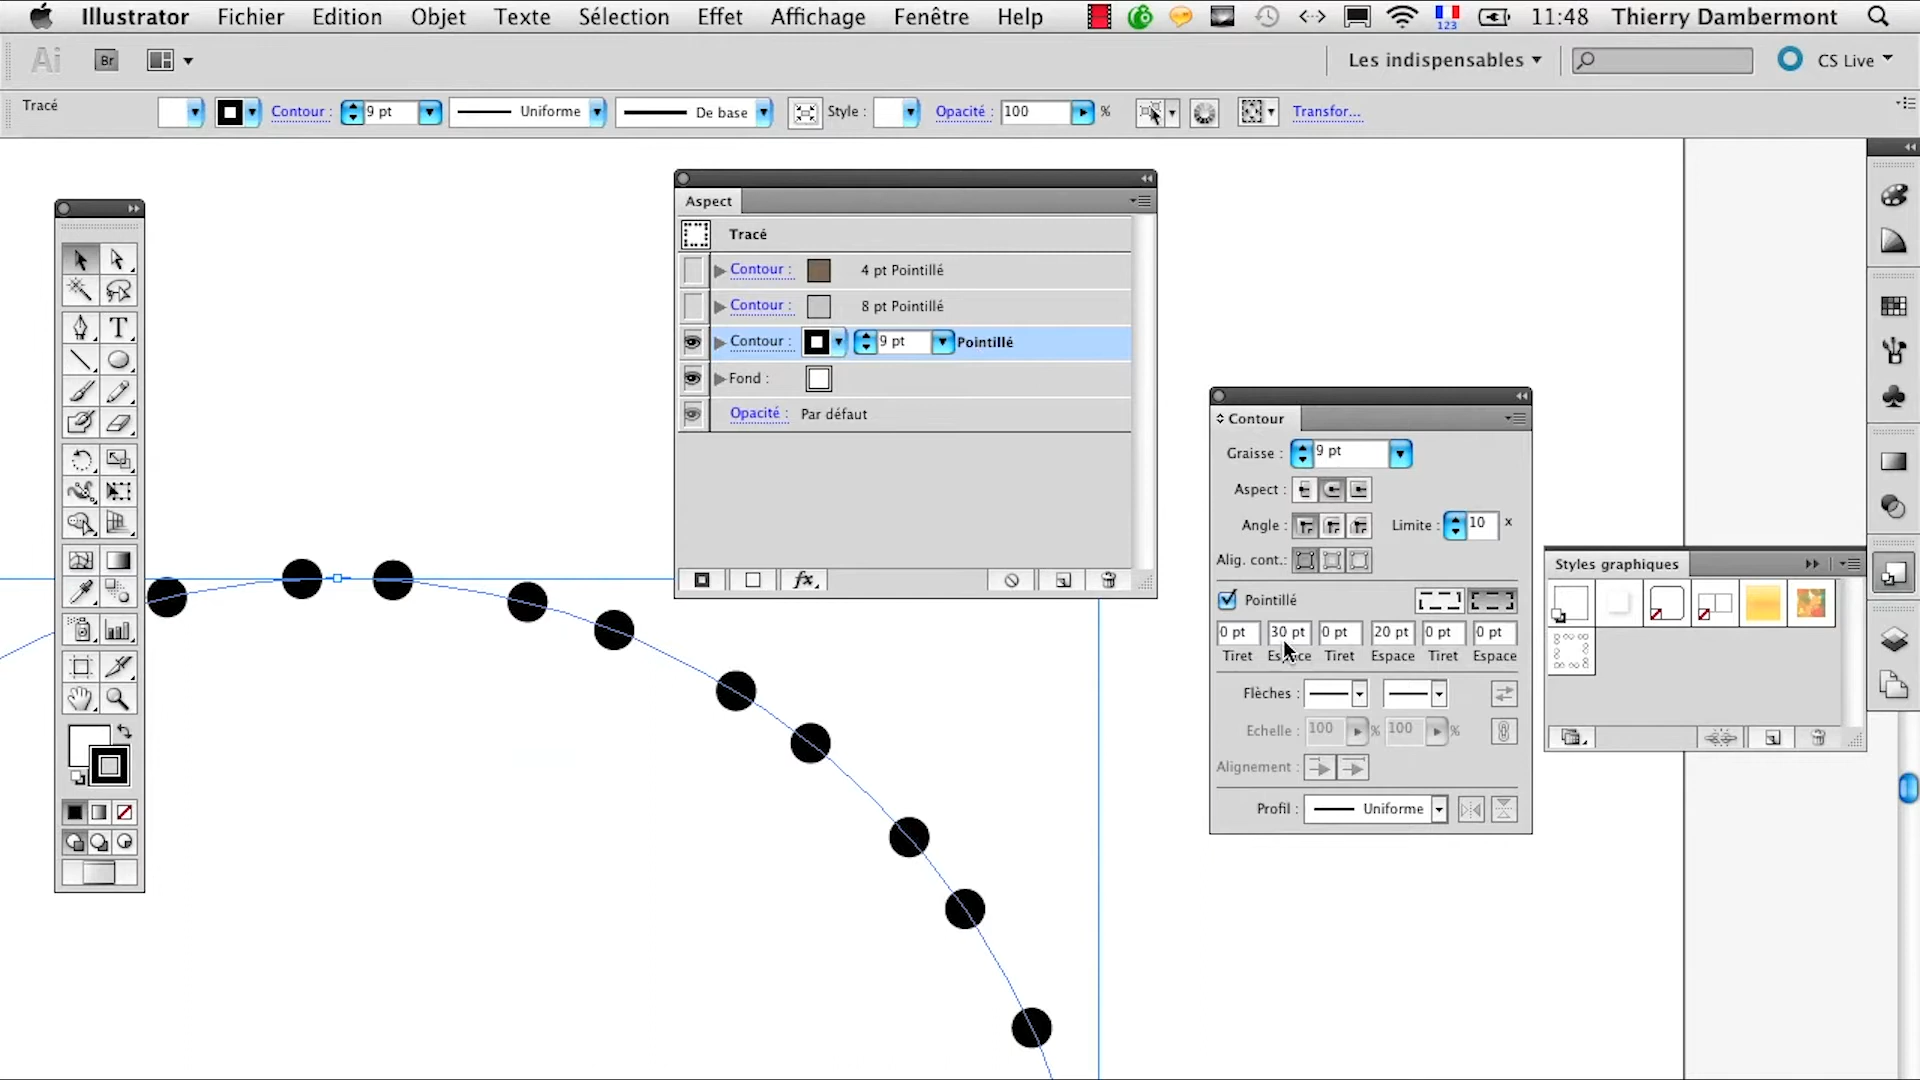 Illustrator Fichier Edition Objet Texte Sélection Effet Affichage Fenêtre Help 123 11:48 Thierry Dambermont
Ai Br Les indispensables CS Live
Tracé Contour : 9 pt Uniforme De base Style : Opacité : 100 % Transfor...
Aspect
Tracé
Contour : 4 pt Pointillé
Contour : 8 pt Pointillé
Contour : 9 pt Pointillé
Fond :
Opacité : Par défaut
fx
T
Contour
Graisse : 9 pt
Aspect :
Angle : Limite : 10 x
Alig. cont.:
Pointillé
0 pt 30 pt 0 pt 20 pt 0 pt 0 pt
Tiret Espace Tiret Espace Tiret Espace
Flèches :
Echelle : 100 % 100 %
Alignement :
Profil : Uniforme
Styles graphiques